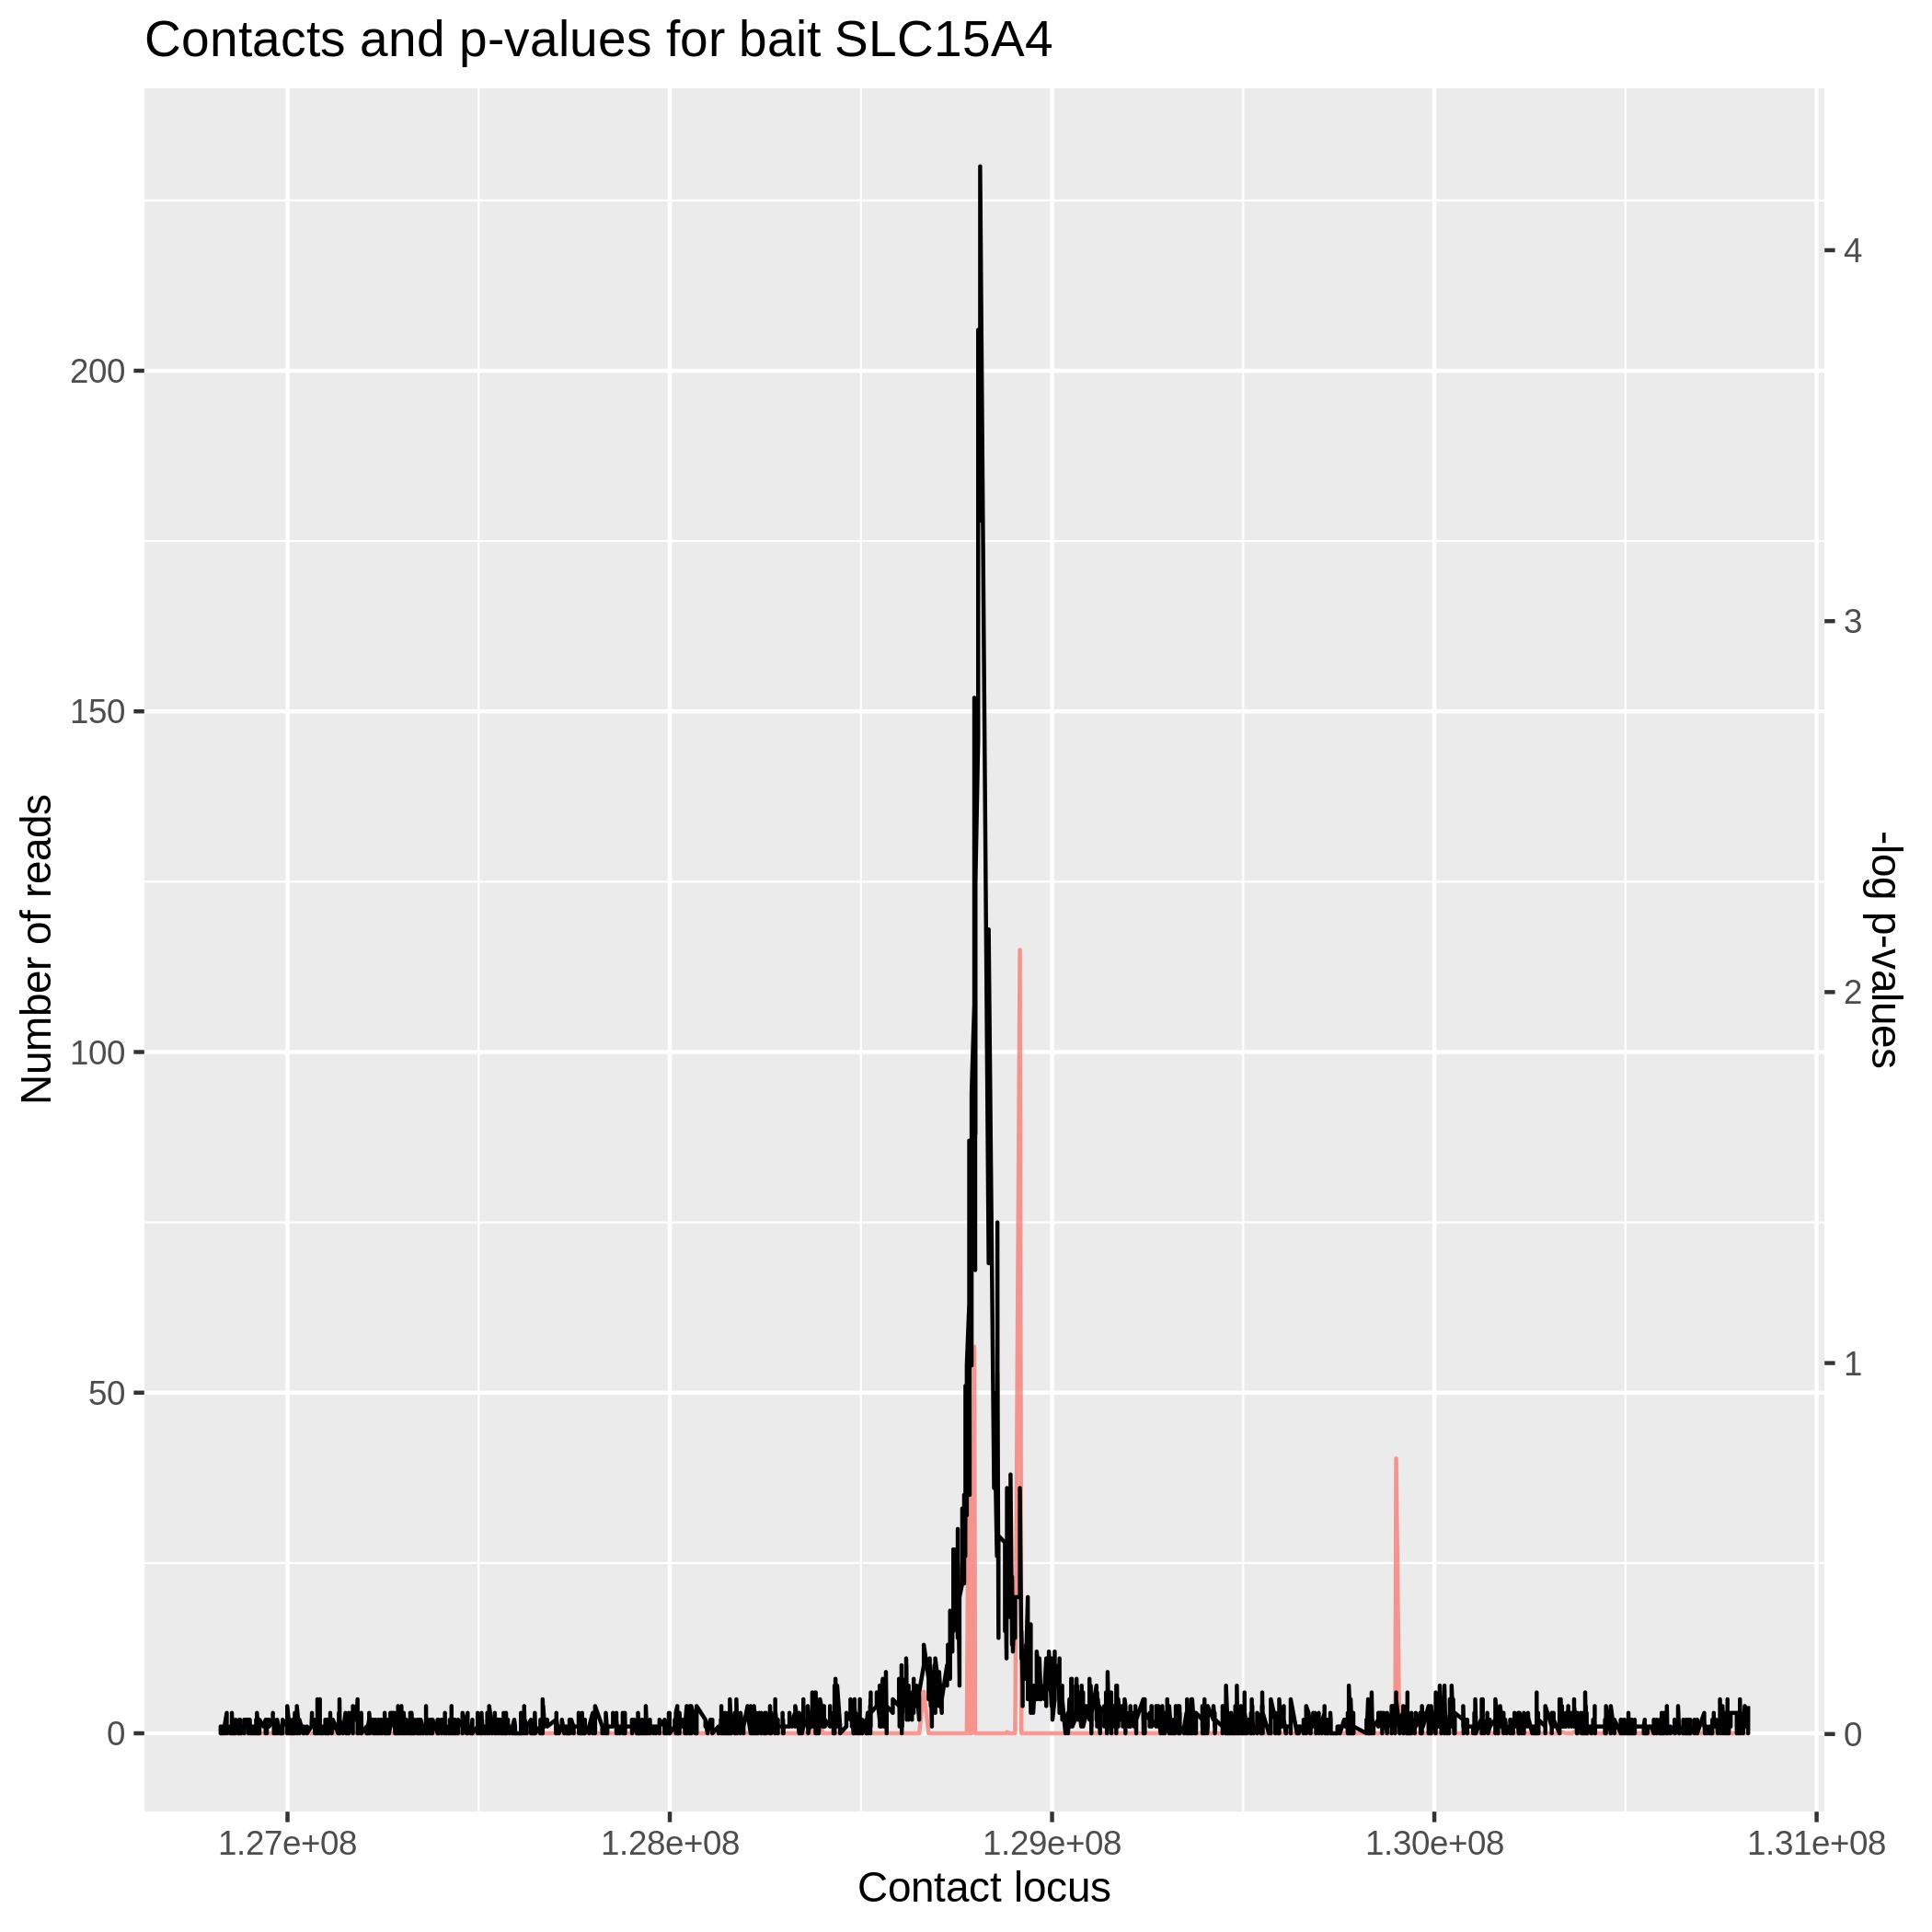 Contacts and p-values for bait SLC15A4
Number of reads
200
150
100
50
0
4
3
2
1
0
-log p-values
1.27e+08 1.28e+08 1.29e+08 1.30e+08 1.31e+08
Contact locus